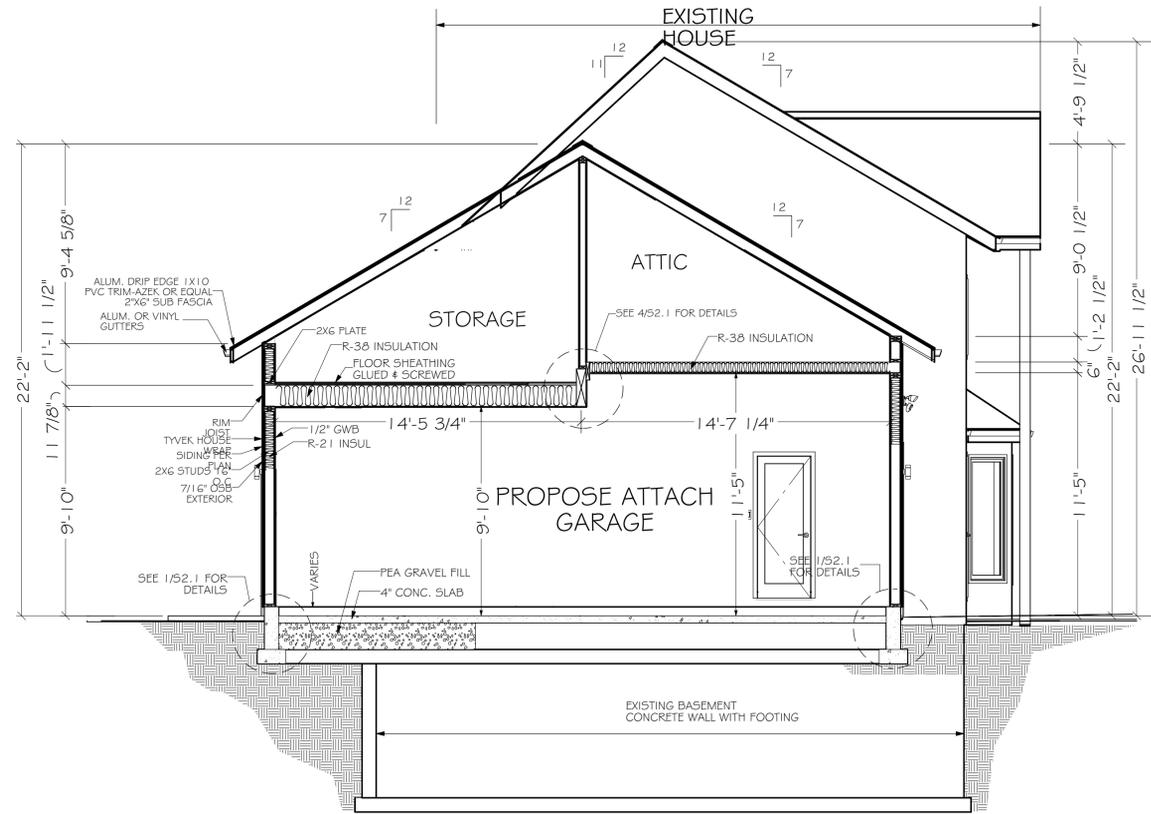 EXISTING
HOUSE
12
11
12
7
4'-9 1/2"
12
7
12
7
9'-4 5/8"
9'-0 1/2"
ATTIC
ALUM. DRIP EDGE 1X10
PVC TRIM-AZEK OR EQUAL
2"X6" SUB FASCIA
ALUM. OR VINYL
GUTTERS
1'-11 1/2"
STORAGE
SEE 4/S2.1 FOR DETAILS
2X6 PLATE
R-38 INSULATION
R-38 INSULATION
FLOOR SHEATHING
GLUED & SCREWED
1'-2 1/2"
26'-11 1/2"
6"
22'-2"
22'-2"
11 7/8"
14'-5 3/4"
14'-7 1/4"
RIM
JOIST
TYVEK HOUSE
WRAP
SIDING PER
PLAN
2X6 STUDS 16"
O.C
7/16" OSB
EXTERIOR
1/2" GWB
R-21 INSUL
9'-10"
9'-10"
PROPOSE ATTACH
GARAGE
11'-5"
11'-5"
SEE 1/S2.1 FOR
DETAILS
VARIES
PEA GRAVEL FILL
4" CONC. SLAB
SEE 1/S2.1
FOR DETAILS
EXISTING BASEMENT
CONCRETE WALL WITH FOOTING